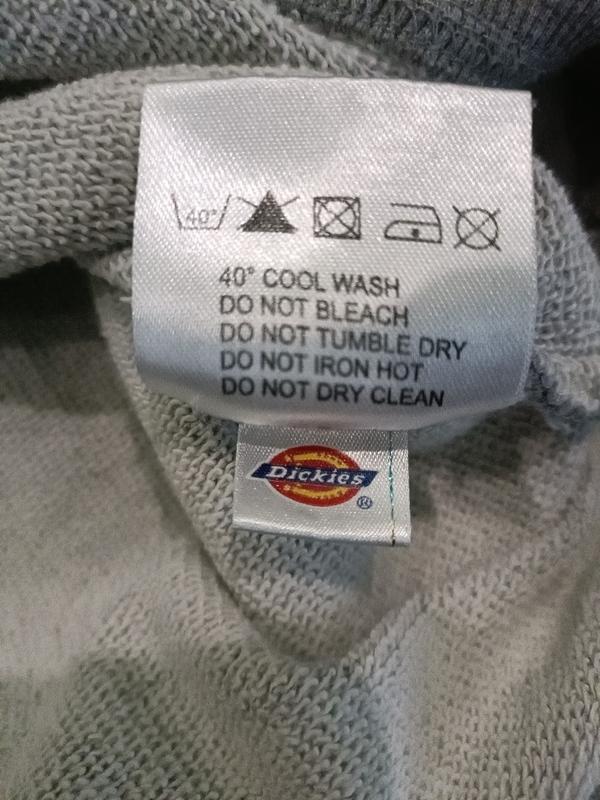 40°
40° COOL WASH
DO NOT BLEACH
DO NOT TUMBLE DRY
DO NOT IRON HOT
DO NOT DRY CLEAN
Dickies
®